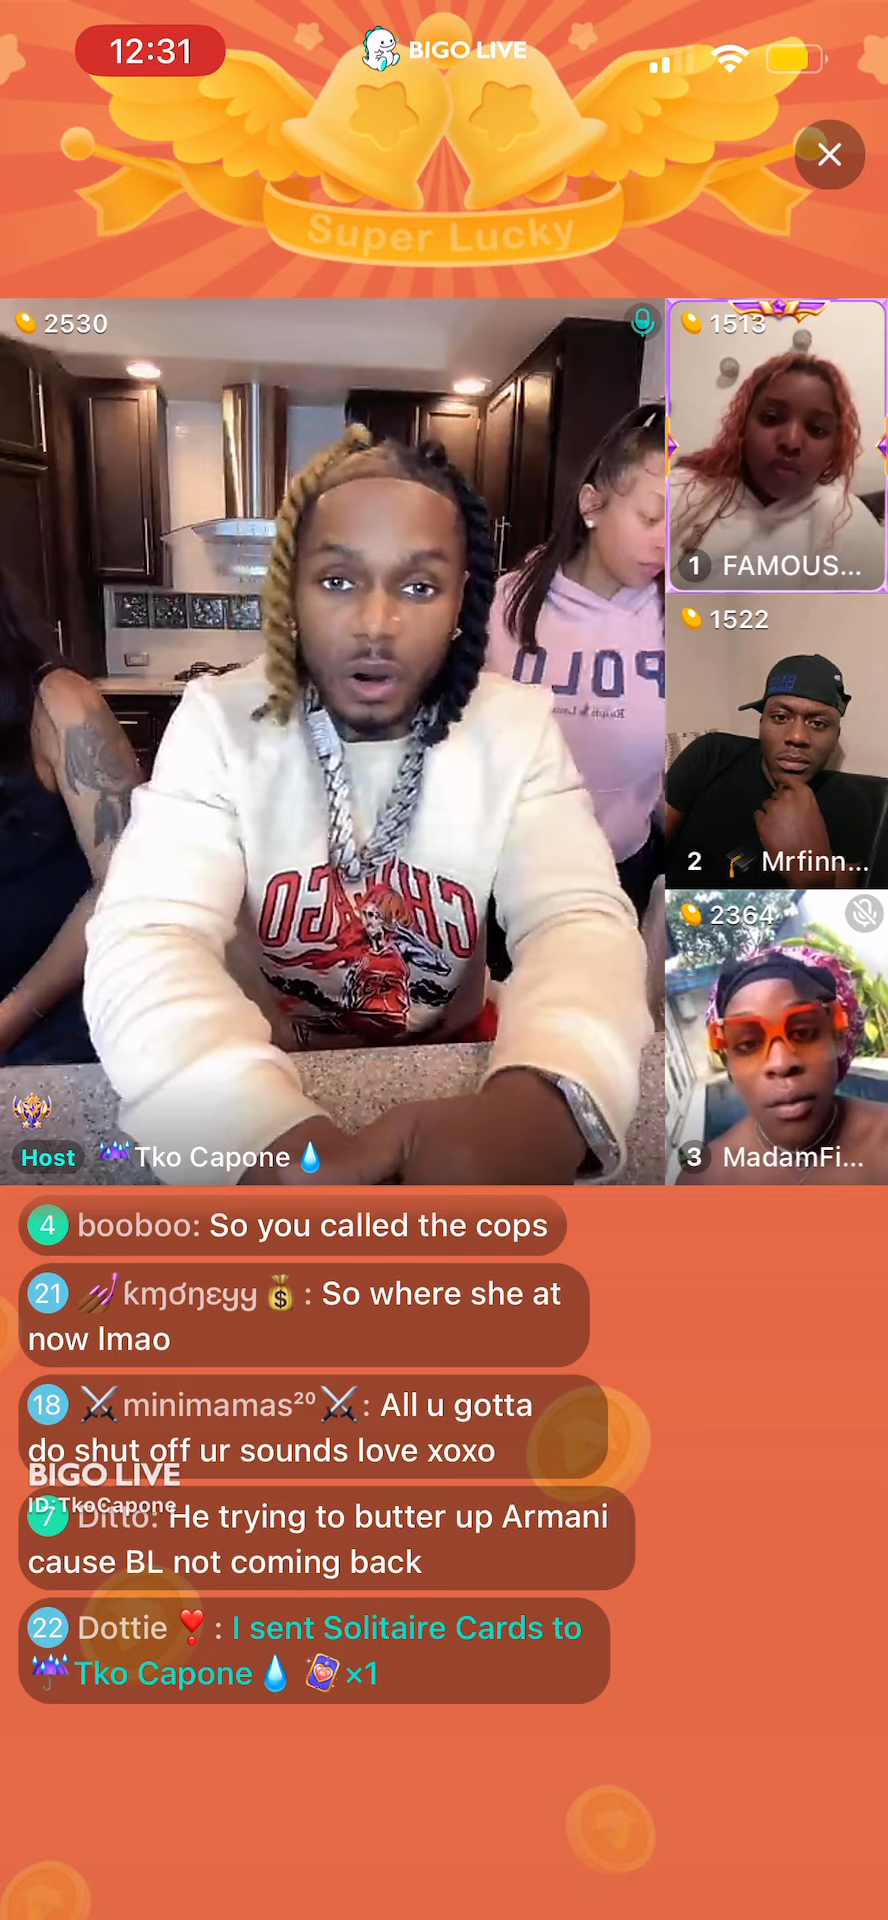 12:31
BIGO LIVE
Super Lucky
2530
1513
1 FAMOUS...
1522
2 🎓 Mrfinn...
2364
3 MadamFi...
POLO
CHICAGO
Host ☔Tko Capone💧
4 booboo: So you called the cops
21 💅🏾ƙɱσɳεყყ💰: So where she at
now lmao
18 ⚔️minimamas²⁰⚔️: All u gotta
do shut off ur sounds love xoxo
BIGO LIVE
ID:TkoCapone
7 Ditto: He trying to butter up Armani
cause BL not coming back
22 Dottie ❣️: I sent Solitaire Cards to
☔Tko Capone💧 ×1